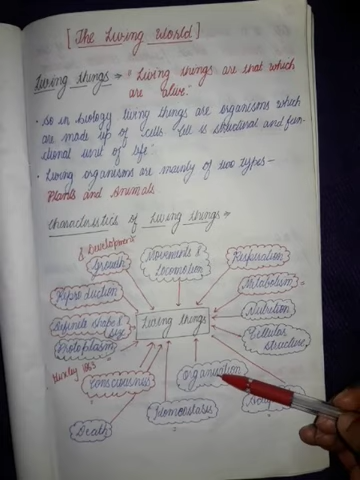 [The Living World]
Living things ⇒ "Living things are that which
are alive."
• So in biology living things are organisms which
are made up of "cells. Cell is structural and fun-
ctional unit of life."
• Living organisms are mainly of two types-
Plants and Animals
Characteristics of Living things ⇒
& Development
Growth
Movements &
Locomotion
Respiration
Metabolism
Reproduction
Nutrition
Definite shape &
size
Living things
Cellular
structure
Protoplasm
Huxley 1863
Consciousness
Organisation
Homeostasis
Death